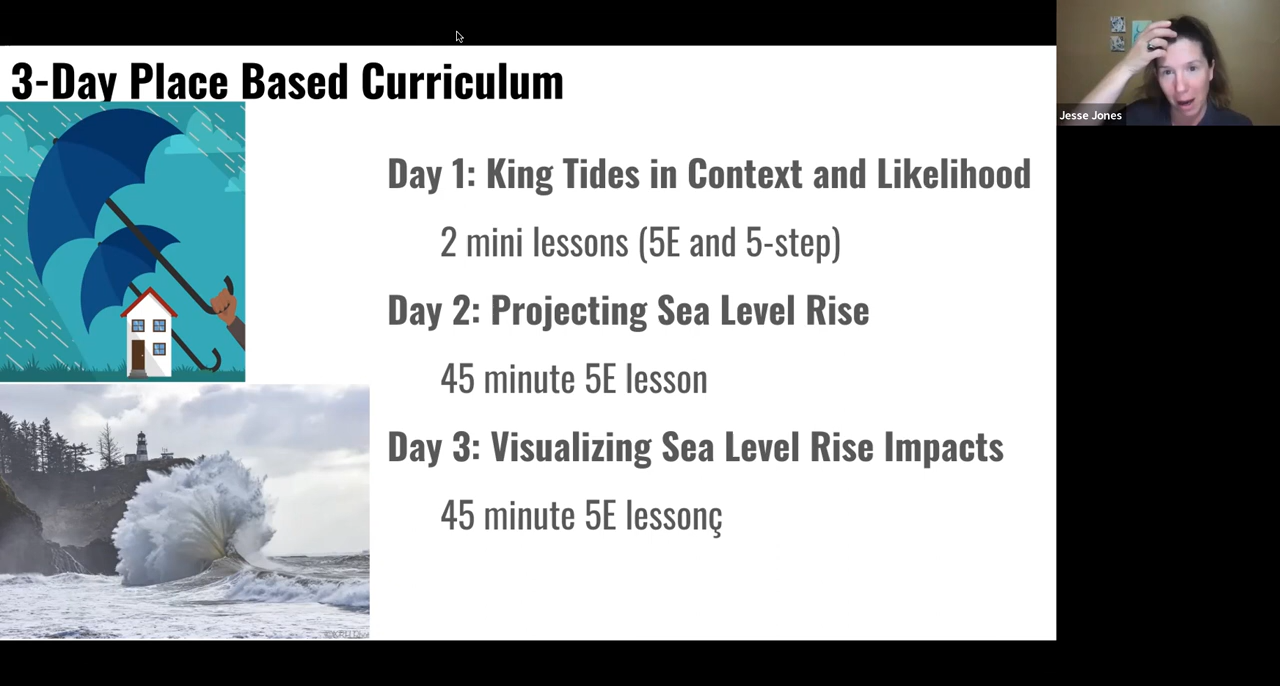 3-Day Place Based Curriculum
Day 1: King Tides in Context and Likelihood
2 mini lessons (5E and 5-step)
Day 2: Projecting Sea Level Rise
45 minute 5E lesson
Day 3: Visualizing Sea Level Rise Impacts
45 minute 5E lessonç
Jesse Jones